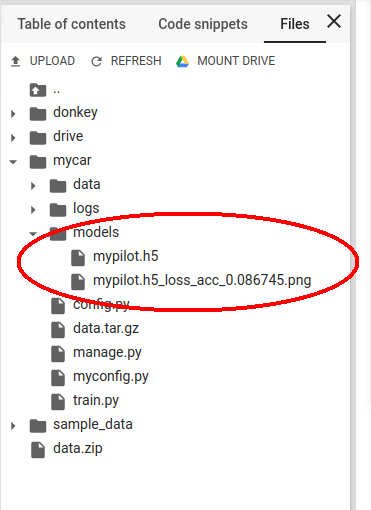 Table of contents Code snippets Files
UPLOAD REFRESH MOUNT DRIVE
..
donkey
drive
mycar
data
logs
models
mypilot.h5
mypilot.h5_loss_acc_0.086745.png
config.py
data.tar.gz
manage.py
myconfig.py
train.py
sample_data
data.zip